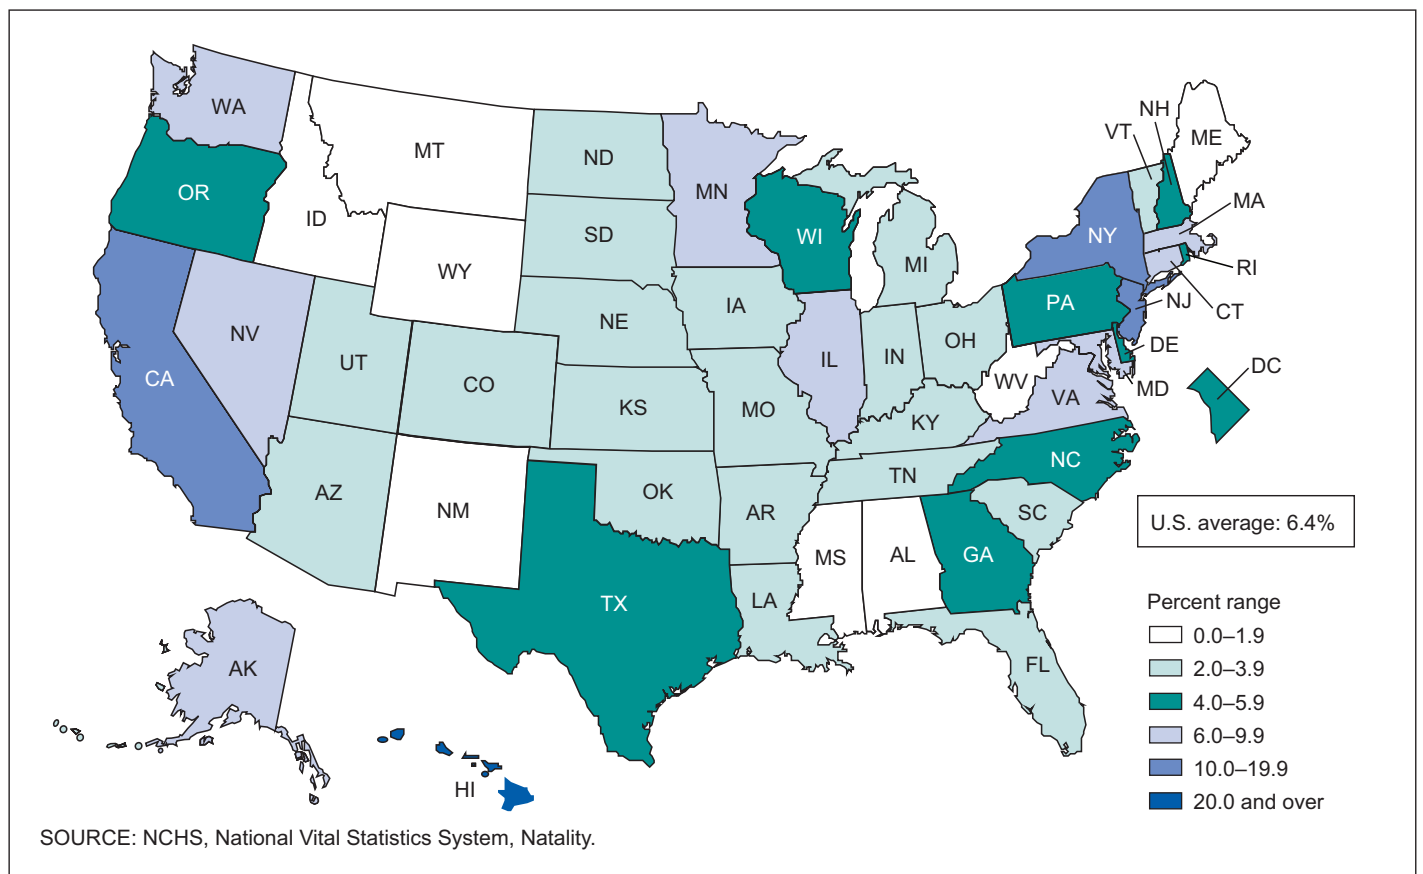 WA
MT
ND
MN
OR
ID
SD
WI
WY
MI
NH
VT
ME
MA
NY
RI
CT
NJ
PA
DE
MD
DC
NV
UT
CA
CO
NE
IA
IL
IN
OH
WV
VA
KS
MO
KY
AZ
NM
OK
AR
TN
NC
SC
MS
AL
GA
TX
LA
FL
AK
HI
U.S. average: 6.4%
Percent range
0.0–1.9
2.0–3.9
4.0–5.9
6.0–9.9
10.0–19.9
20.0 and over
SOURCE: NCHS, National Vital Statistics System, Natality.